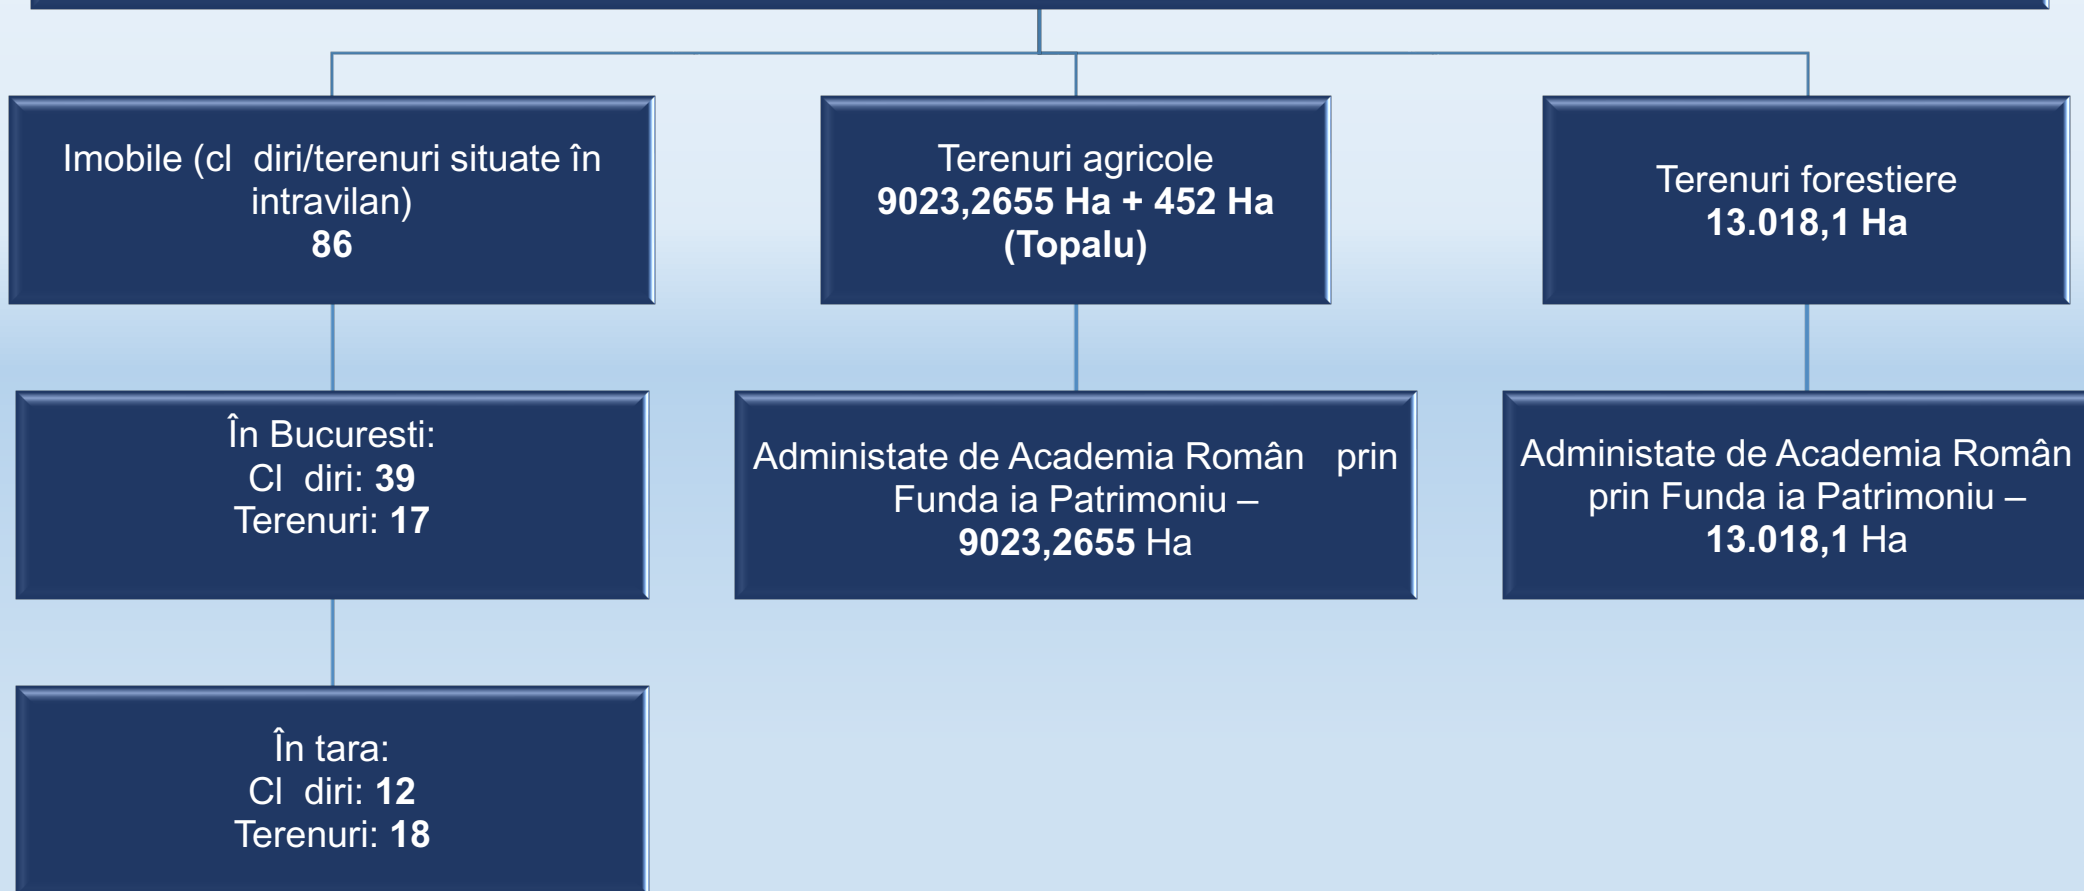 Imobile (cl diri/terenuri situate în
intravilan)
86
Terenuri agricole
9023,2655 Ha + 452 Ha
(Topalu)
Terenuri forestiere
13.018,1 Ha
În Bucuresti:
Cl diri: 39
Terenuri: 17
Administate de Academia Român prin
Funda ia Patrimoniu –
9023,2655 Ha
Administate de Academia Român
prin Funda ia Patrimoniu –
13.018,1 Ha
În tara:
Cl diri: 12
Terenuri: 18